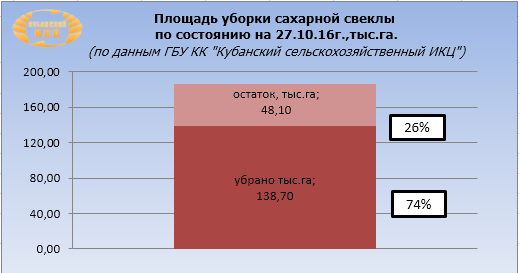 КУБАНСКИЙ
ИКЦ
Площадь уборки сахарной свеклы
по состоянию на 27.10.16г.,тыс.га.
(по данным ГБУ КК "Кубанский сельскохозяйственный ИКЦ")
200,00
160,00
120,00
80,00
40,00
0,00
остаток, тыс.га;
48,10
26%
убрано тыс.га;
138,70
74%